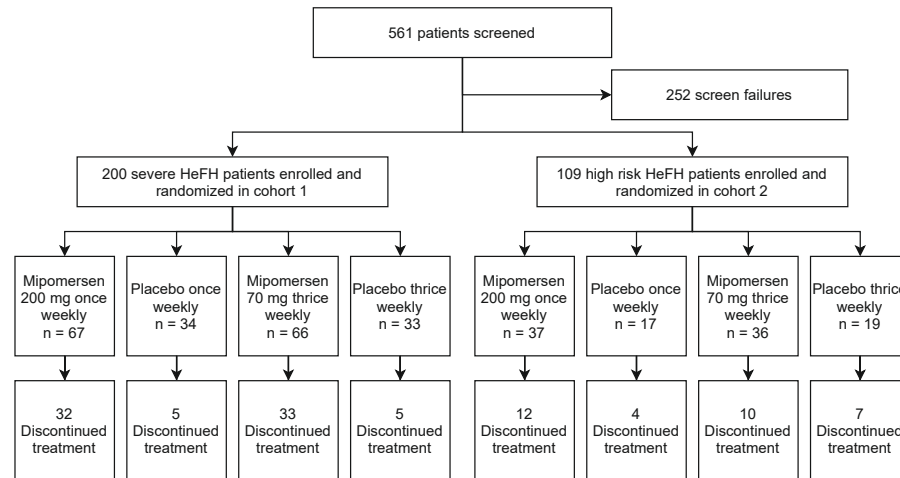 561 patients screened
252 screen failures
200 severe HeFH patients enrolled and
randomized in cohort 1
109 high risk HeFH patients enrolled and
randomized in cohort 2
Mipomersen
200 mg once
weekly
n = 67
Placebo once
weekly
n = 34
Mipomersen
70 mg thrice
weekly
n = 66
Placebo thrice
weekly
n = 33
Mipomersen
200 mg once
weekly
n = 37
Placebo once
weekly
n = 17
Mipomersen
70 mg thrice
weekly
n = 36
Placebo thrice
weekly
n = 19
32
Discontinued
treatment
5
Discontinued
treatment
33
Discontinued
treatment
5
Discontinued
treatment
12
Discontinued
treatment
4
Discontinued
treatment
10
Discontinued
treatment
7
Discontinued
treatment